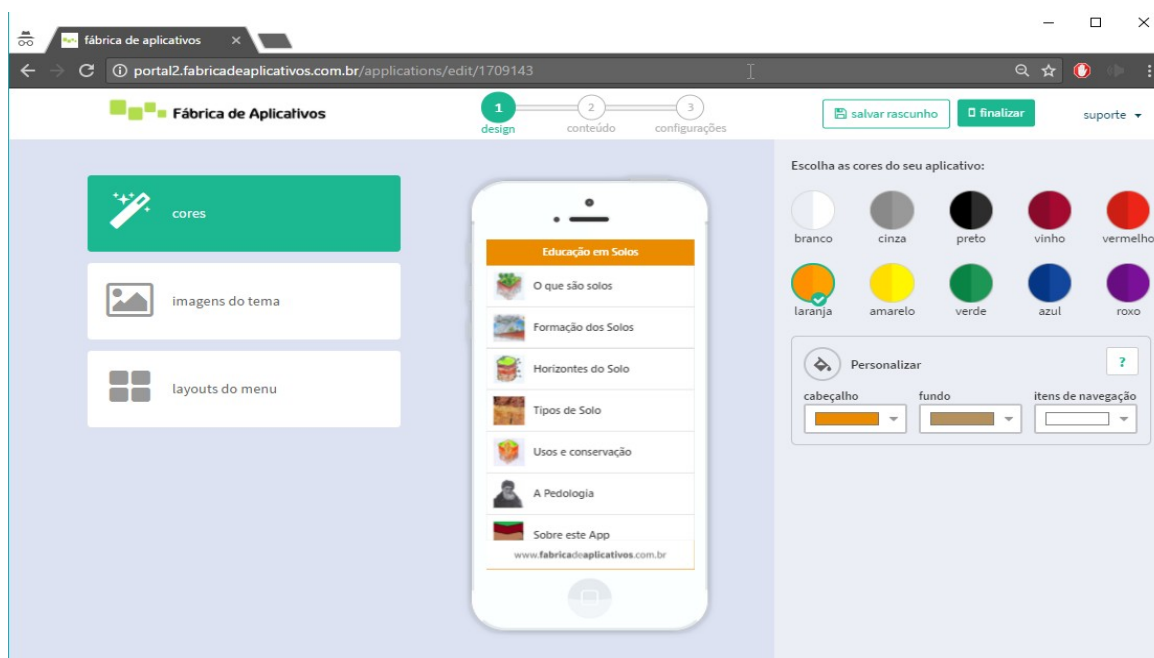 fábrica de aplicativos
portal2.fabricadeaplicativos.com.br/applications/edit/1709143
Fábrica de Aplicativos
1
design
2
conteúdo
3
configurações
salvar rascunho
finalizar
suporte
cores
imagens do tema
layouts do menu
Educação em Solos
O que são solos
Formação dos Solos
Horizontes do Solo
Tipos de Solo
Usos e conservação
A Pedologia
Sobre este App
www.fabricadeaplicativos.com.br
Escolha as cores do seu aplicativo:
branco cinza preto vinho vermelho
laranja amarelo verde azul roxo
Personalizar ?
cabeçalho fundo itens de navegação